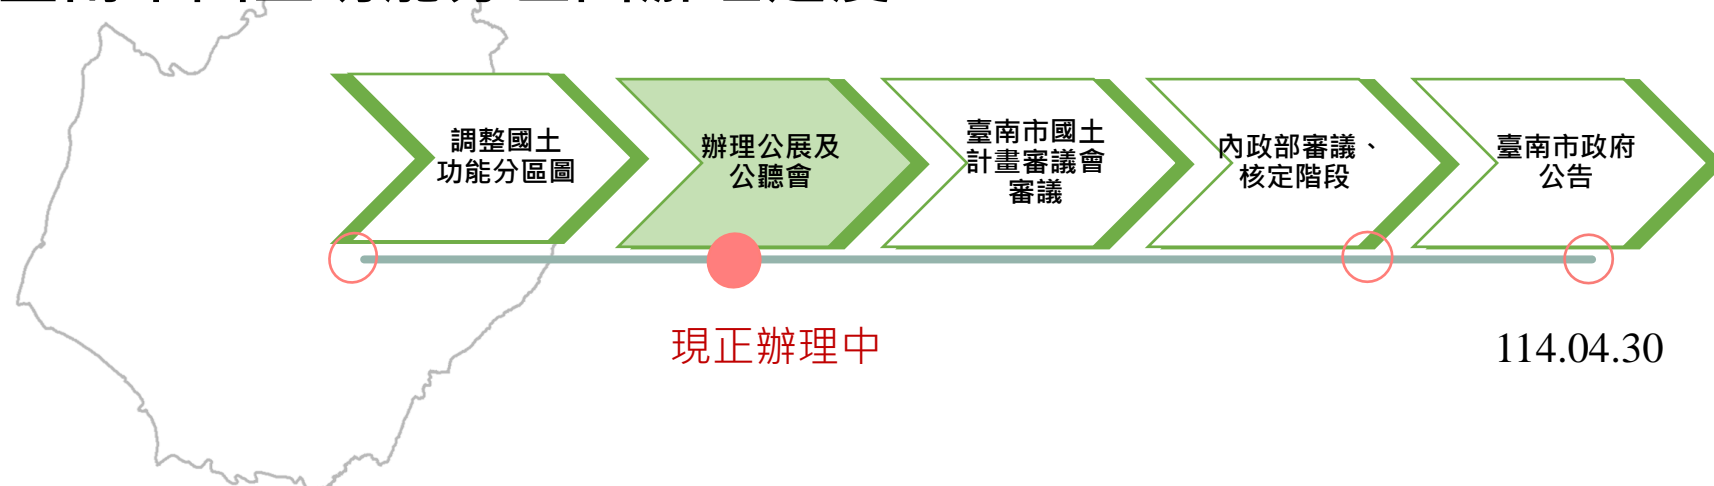 調整國土
功能分區圖
辦理公展及
公聽會
臺南市國土
計畫審議會
審議
內政部審議、
核定階段
臺南市政府
公告
現正辦理中
114.04.30